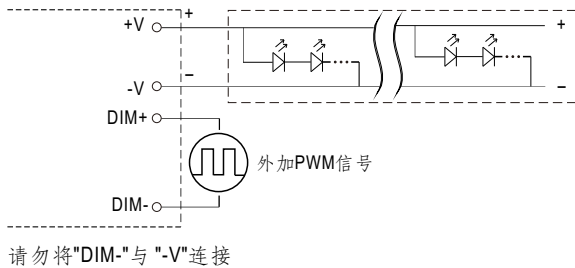 +V + +
-V − −
DIM+
外加PWM信号
DIM-
请勿将"DIM-"与 "-V"连接